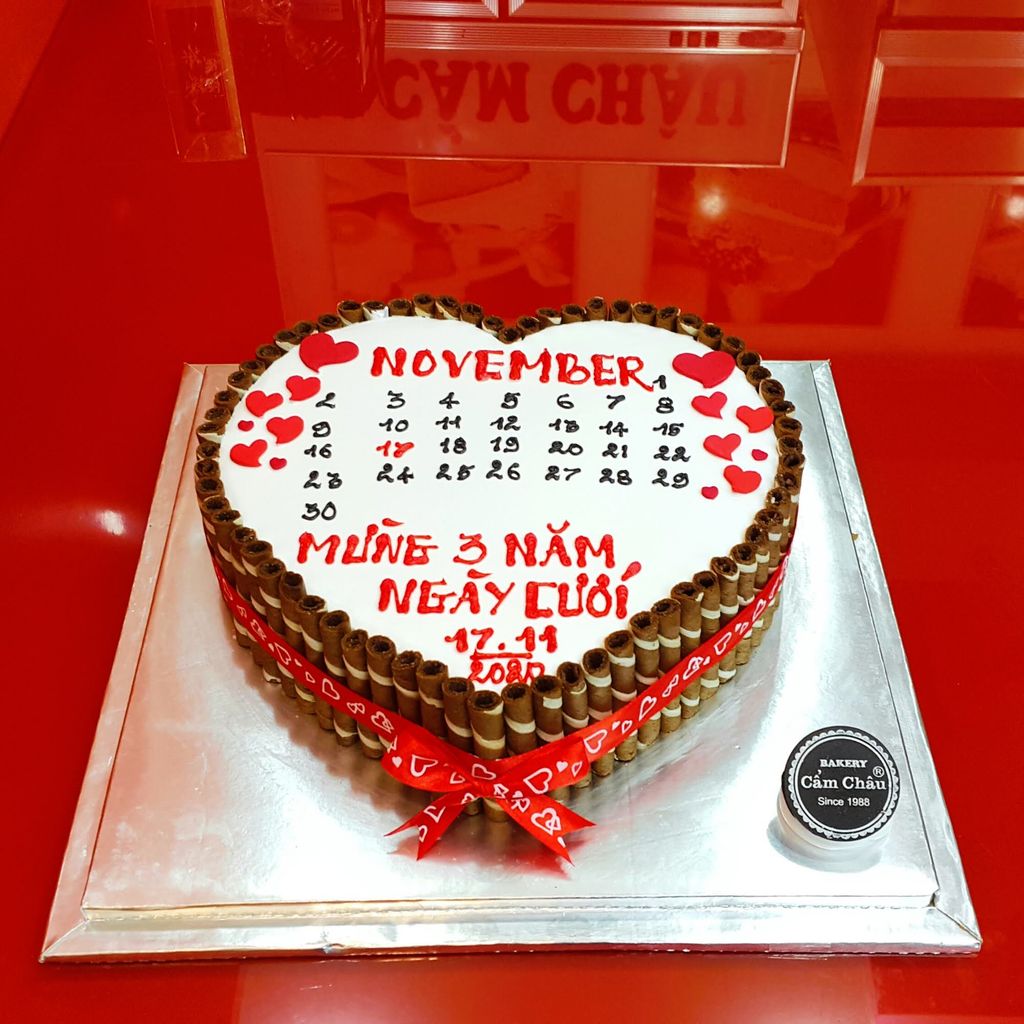 CẨM CHÂU
NOVEMBER
1
2 3 4 5 6 7 8
9 10 11 12 13 14 15
16 17 18 19 20 21 22
23 24 25 26 27 28 29
30
MỪNG 3 NĂM
NGÀY CƯỚI
17.11
BAKERY
Cẩm Châu ®
Since 1988